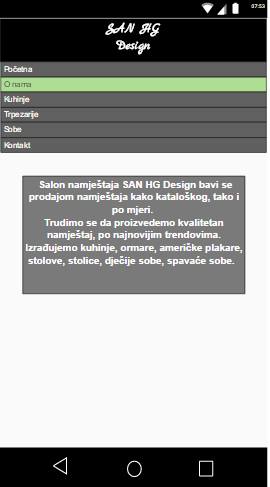 07:53
SAN HG
Design
Početna
O nama
Kuhinje
Trpezarije
Sobe
Kontakt
Salon namještaja SAN HG Design bavi se
prodajom namještaja kako kataloškog, tako i
po mjeri.
Trudimo se da proizvedemo kvalitetan
namještaj, po najnovijim trendovima.
Izrađujemo kuhinje, ormare, američke plakare,
stolove, stolice, dječije sobe, spavaće sobe.